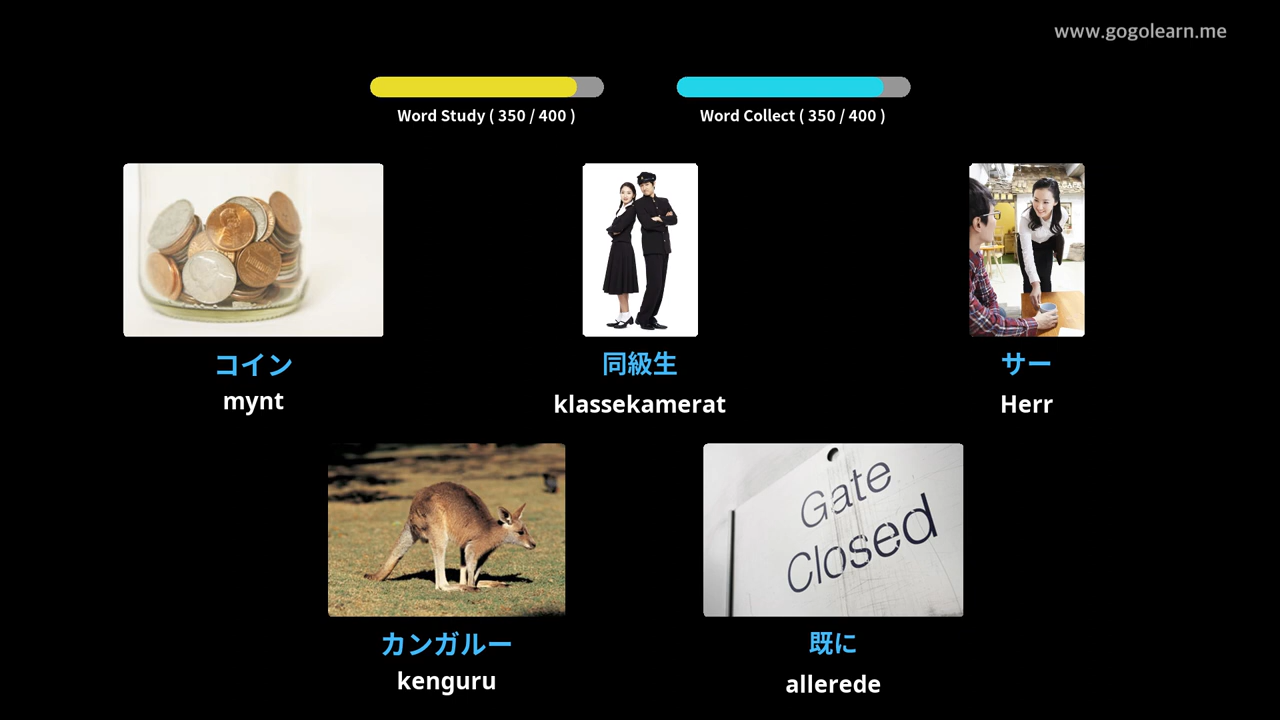 www.gogolearn.me
Word Study ( 350 / 400 )
Word Collect ( 350 / 400 )
コイン
mynt
同級生
klassekamerat
サー
Herr
Gate
Closed
カンガルー
kenguru
既に
allerede